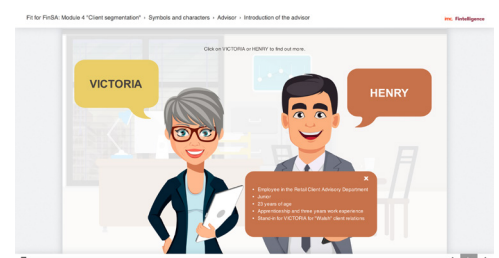 Fit for FinSA: Module 4 "Client segmentation" • Symbols and characters • Advisor • Introduction of the advisor
Fintelligence
Click on VICTORIA or HENRY to find out more.
VICTORIA
HENRY
• Employee in the Retail Client Advisory Department
• Junior
• 23 years of age
• Apprenticeship and three years work experience
• Stand-in for VICTORIA for "Walsh" client relations